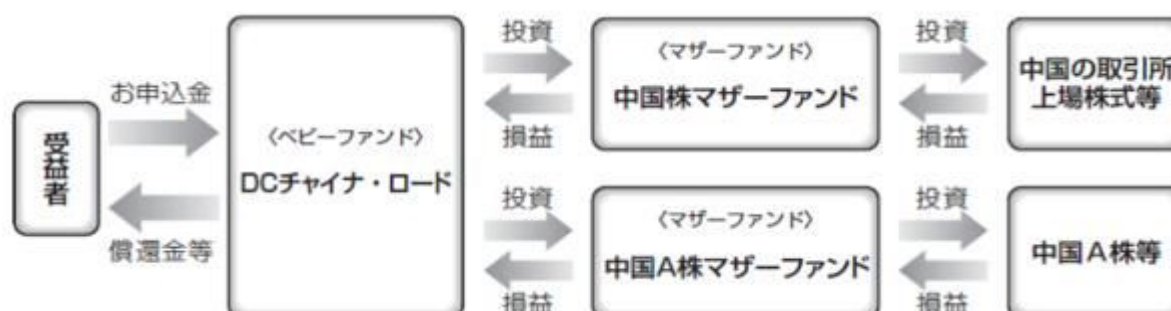 受益者
お申込金
償還金等
〈ベビーファンド〉
DCチャイナ・ロード
投資
損益
〈マザーファンド〉
中国株マザーファンド
投資
損益
中国の取引所
上場株式等
投資
損益
〈マザーファンド〉
中国A株マザーファンド
投資
損益
中国A株等